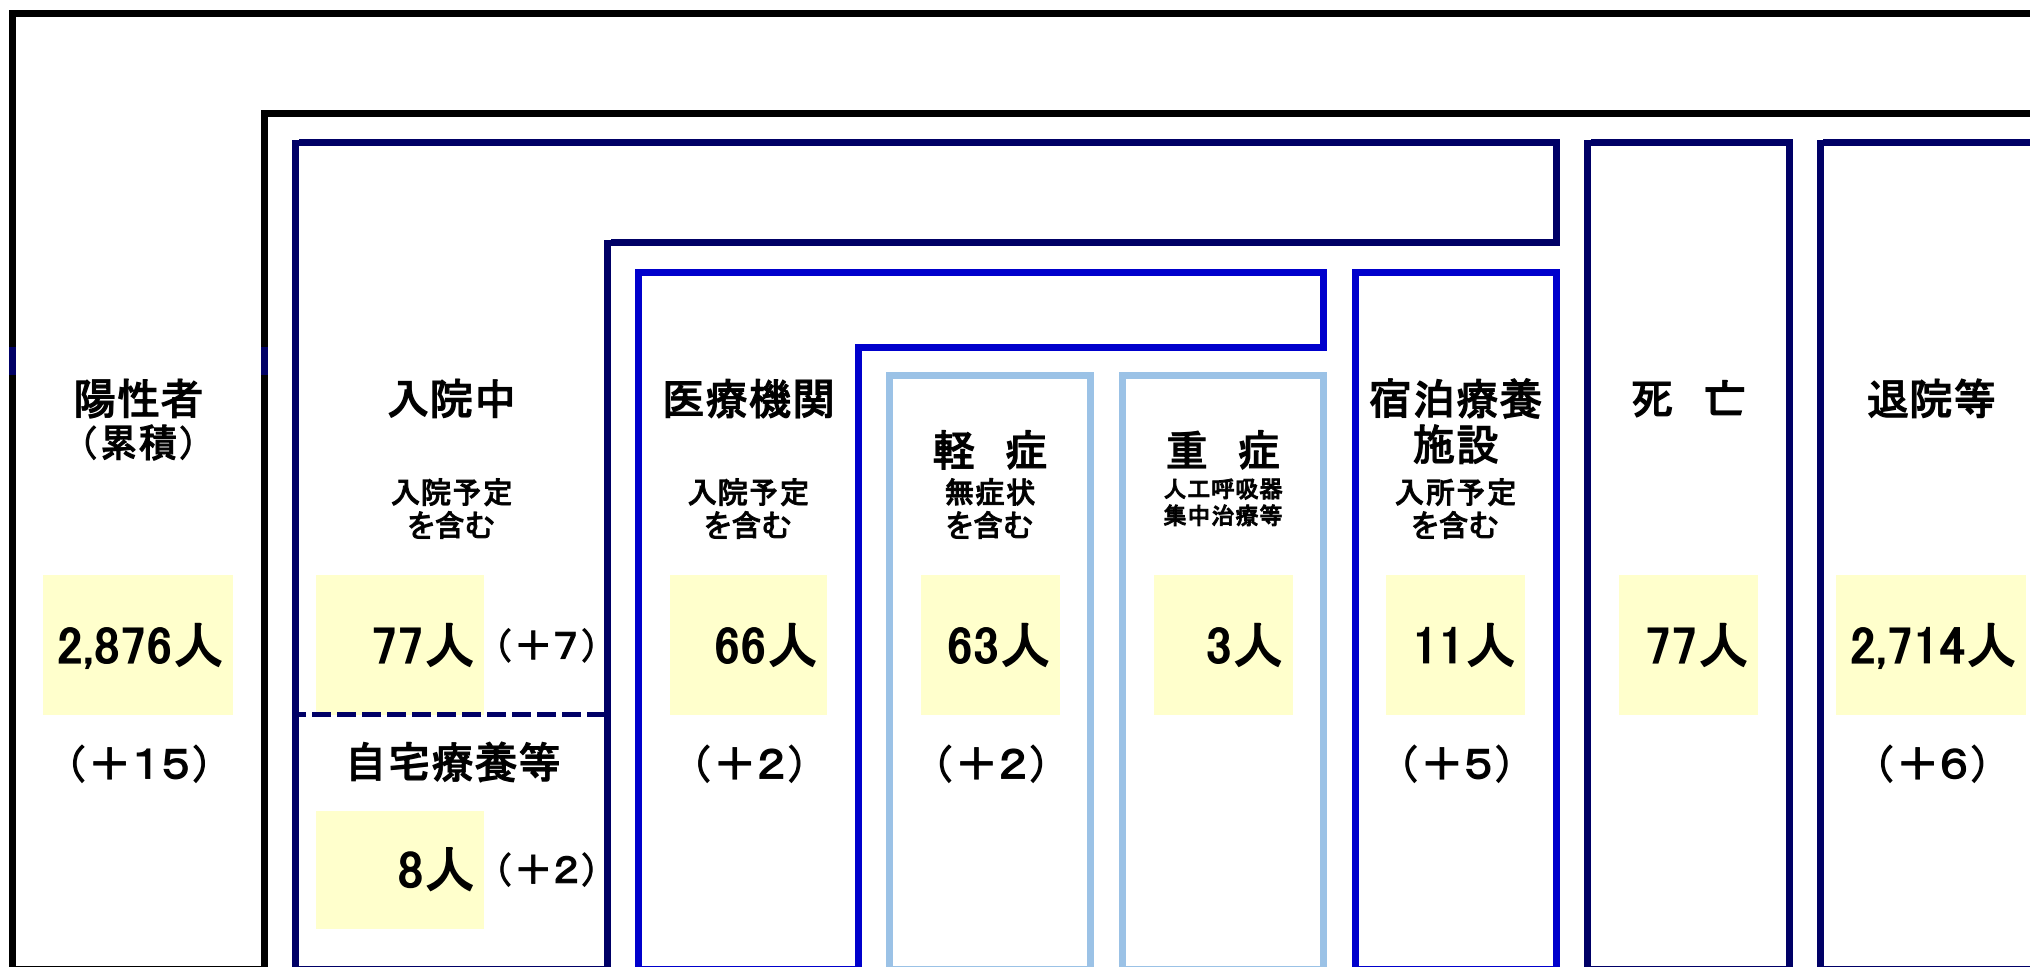 陽性者
（累積）
2,876人
（＋15）
入院中
入院予定
を含む
77人 （＋7）
自宅療養等
8人 （＋2）
医療機関
入院予定
を含む
66人
（＋2）
軽 症
無症状
を含む
63人
（＋2）
重 症
人工呼吸器
集中治療等
3人
宿泊療養
施設
入所予定
を含む
11人
（＋5）
死 亡
77人
退院等
2,714人
（＋6）